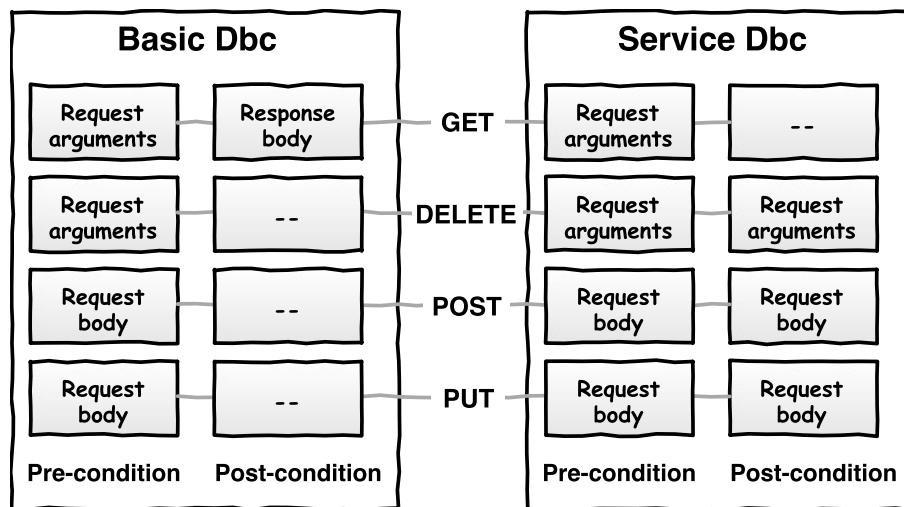 Basic Dbc
Service Dbc
Request arguments
Response body
GET
Request arguments
--
Request arguments
--
DELETE
Request arguments
Request arguments
Request body
--
POST
Request body
Request body
Request body
--
PUT
Request body
Request body
Pre-condition
Post-condition
Pre-condition
Post-condition